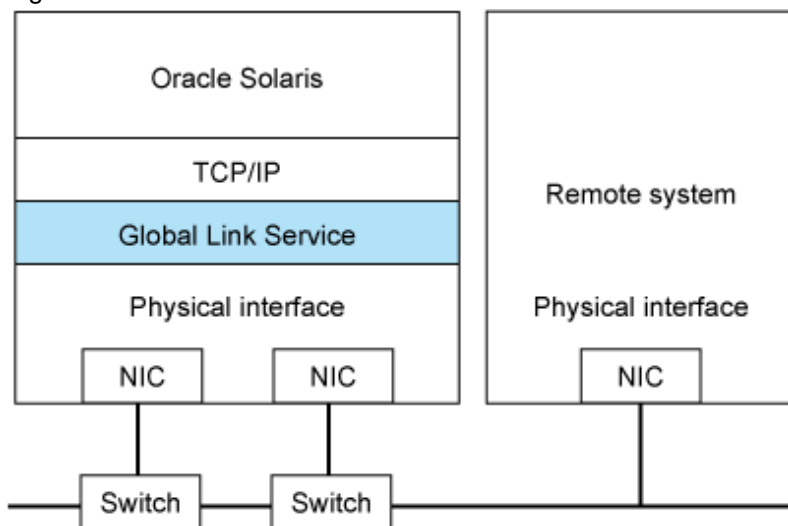 Oracle Solaris
TCP/IP
Global Link Service
Physical interface
NIC
NIC
Switch
Switch
Remote system
Physical interface
NIC